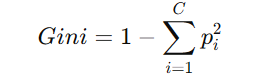 Gini = 1 − ∑_{i=1}^{C} p_i^2